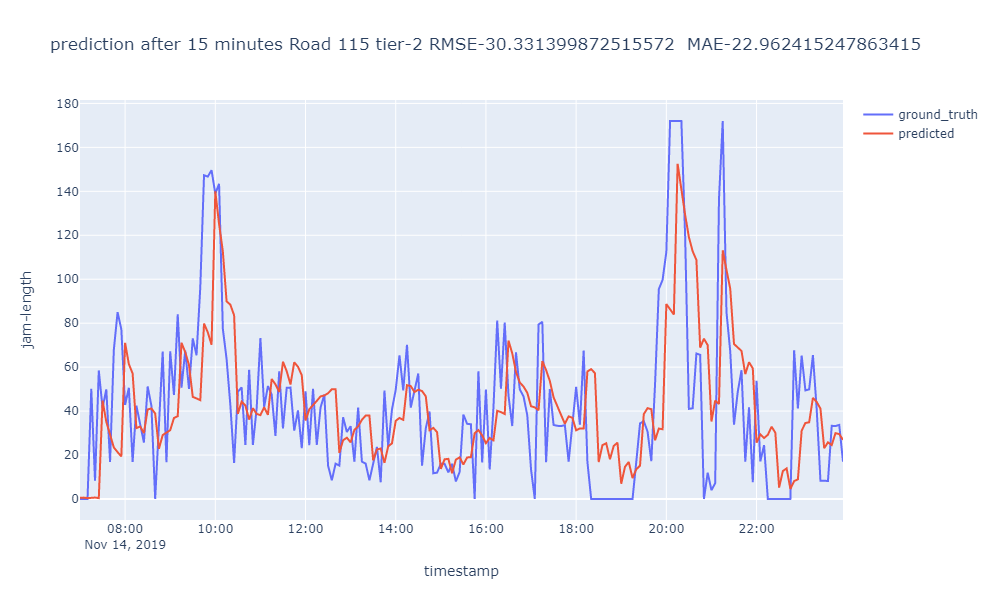 prediction after 15 minutes Road 115 tier-2 RMSE-30.331399872515572  MAE-22.962415247863415
ground_truth
predicted
jam-length
180
160
140
120
100
80
60
40
20
0
08:00 10:00 12:00 14:00 16:00 18:00 20:00 22:00
Nov 14, 2019
timestamp